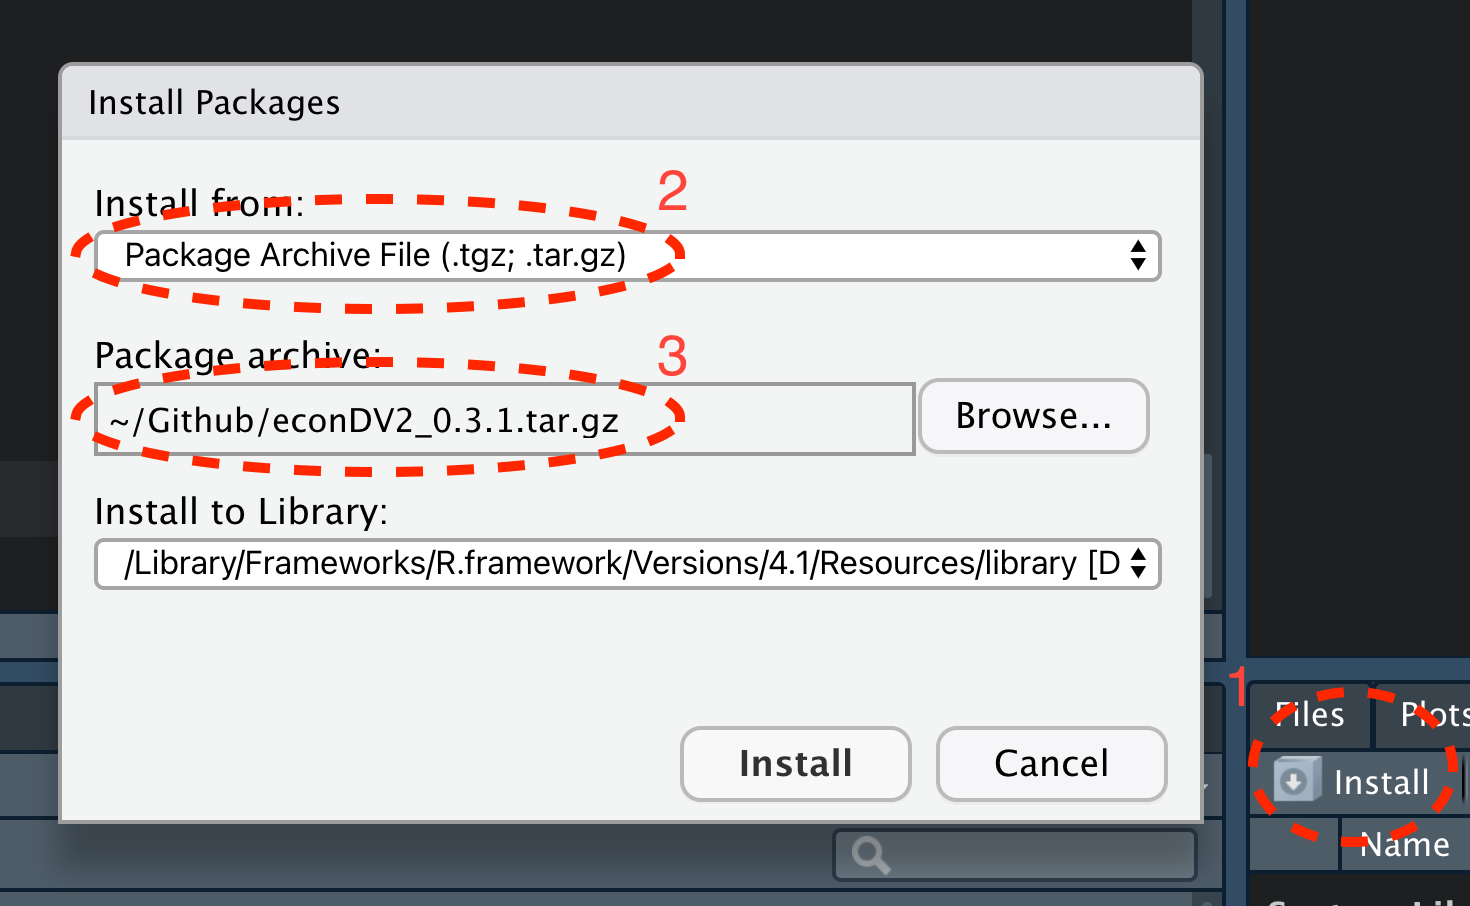 Install Packages
Install from:
2
Package Archive File (.tgz; .tar.gz)
Package archive:
3
~/Github/econDV2_0.3.1.tar.gz
Browse...
Install to Library:
/Library/Frameworks/R.framework/Versions/4.1/Resources/library [D
Install
Cancel
1
Files
Plots
Install
Name